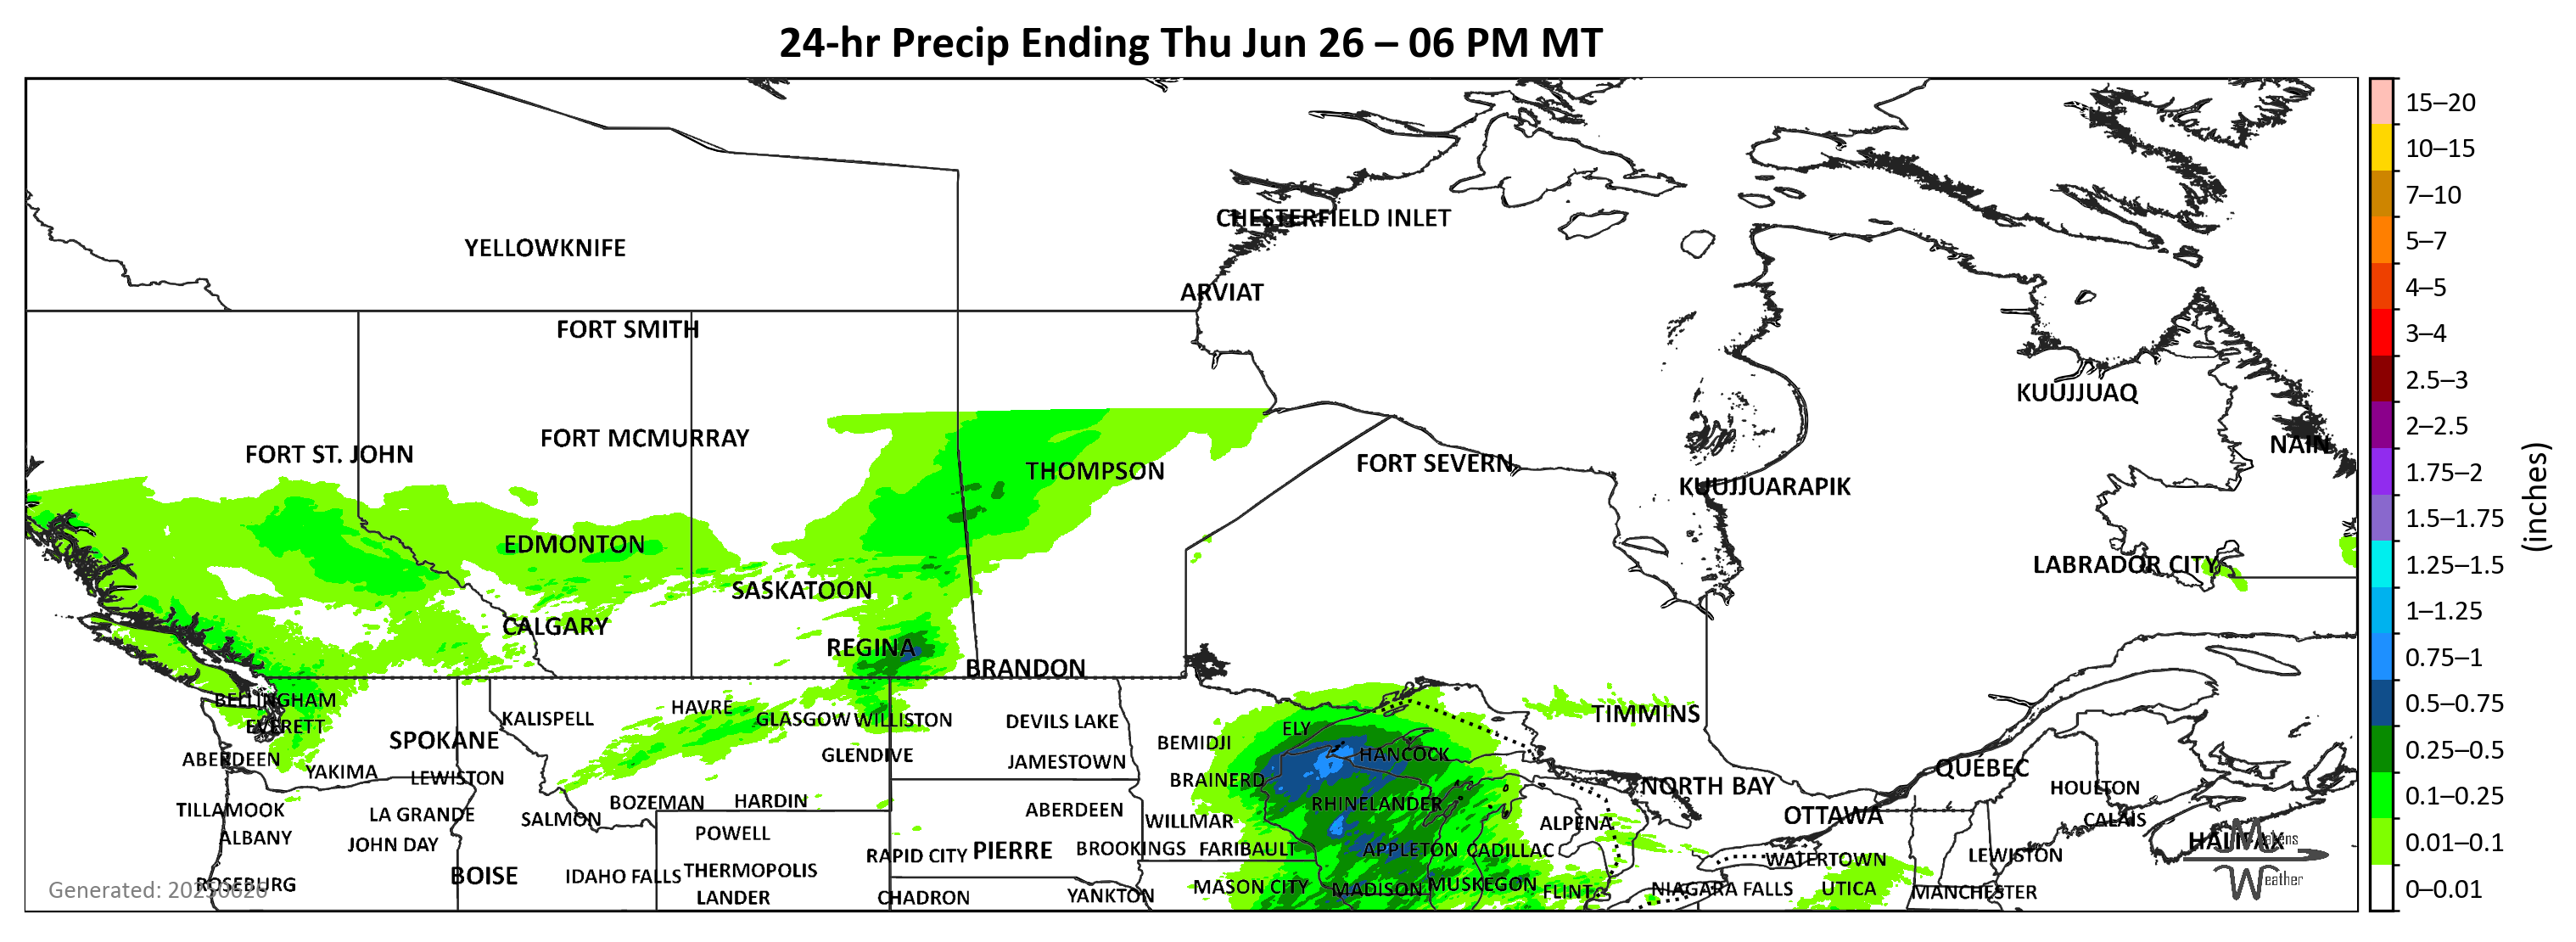 24-hr Precip Ending Thu Jun 26 – 06 PM MT
15–20
CHESTERFIELD INLET
10–15
YELLOWKNIFE
7–10
5–7
ARVIAT
4–5
FORT SMITH
3–4
KUUJJUAQ
2.5–3
FORT MCMURRAY
2–2.5
NAIN
FORT ST. JOHN
FORT SEVERN
THOMPSON
1.75–2
(inches)
KUUJJUARAPIK
1.5–1.75
EDMONTON
1.25–1.5
LABRADOR CITY
SASKATOON
1–1.25
CALGARY
REGINA
0.75–1
BRANDON
BELLINGHAM
HAVRE
0.5–0.75
KALISPELL
GLASGOW WILLISTON
DEVILS LAKE
TIMMINS
EVERETT
ELY
SPOKANE
BEMIDJI
0.25–0.5
ABERDEEN
GLENDIVE
JAMESTOWN
HANCOCK
QUÉBEC
YAKIMA
LEWISTON
BRAINERD
NORTH BAY
HOULTON
0.1–0.25
TILLAMOOK
LA GRANDE
BOZEMAN
HARDIN
ABERDEEN
RHINELANDER
OTTAWA
SALMON
WILLMAR
ALPENA
CALAIS
ALBANY
JOHN DAY
POWELL
HALIFAX
Matens
0.01–0.1
RAPID CITY
PIERRE
BROOKINGS
FARIBAULT
APPLETON
CADILLAC
WATERTOWN
LEWISTON
BOISE
IDAHO FALLS
THERMOPOLIS
Weather
ROSEBURG
Generated: 20250626
MASON CITY
MADISON
MUSKEGON
FLINT
NIAGARA FALLS
UTICA
MANCHESTER
0–0.01
LANDER
CHADRON
YANKTON